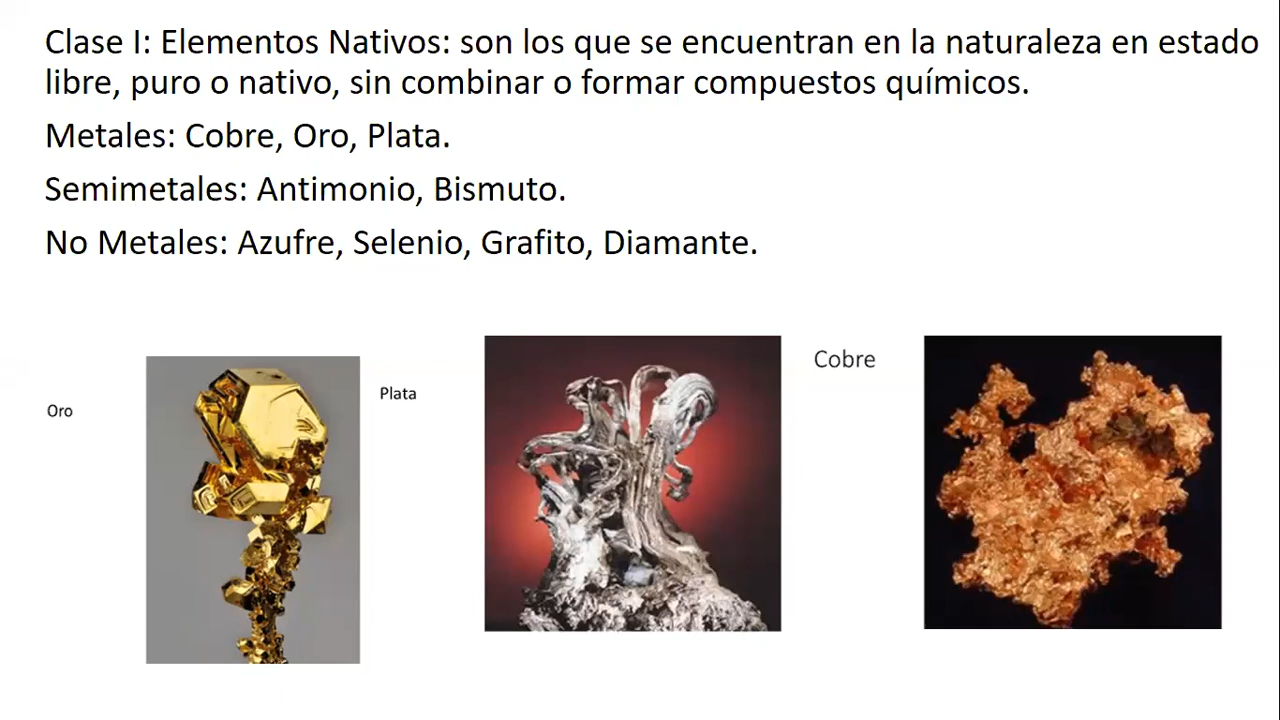 Clase I: Elementos Nativos: son los que se encuentran en la naturaleza en estado
libre, puro o nativo, sin combinar o formar compuestos químicos.
Metales: Cobre, Oro, Plata.
Semimetales: Antimonio, Bismuto.
No Metales: Azufre, Selenio, Grafito, Diamante.
Oro
Plata
Cobre